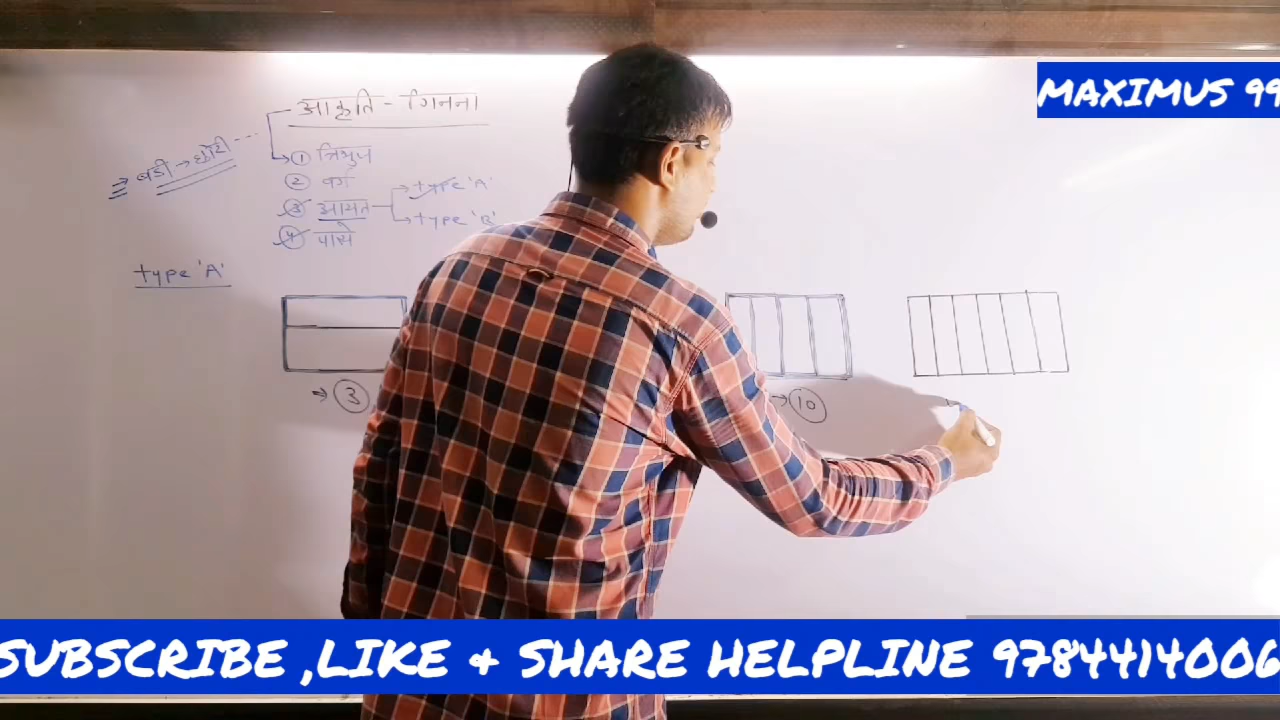 MAXIMUS 99
आकृति - गिनना
⇒ बडी → छोटी ---
① त्रिभुज
② वर्ग
③ आयत → type 'A'
→ type 'B'
④ पासे
type 'A'
⇒ ③
→ ⑩
SUBSCRIBE ,LIKE & SHARE HELPLINE 9784414006